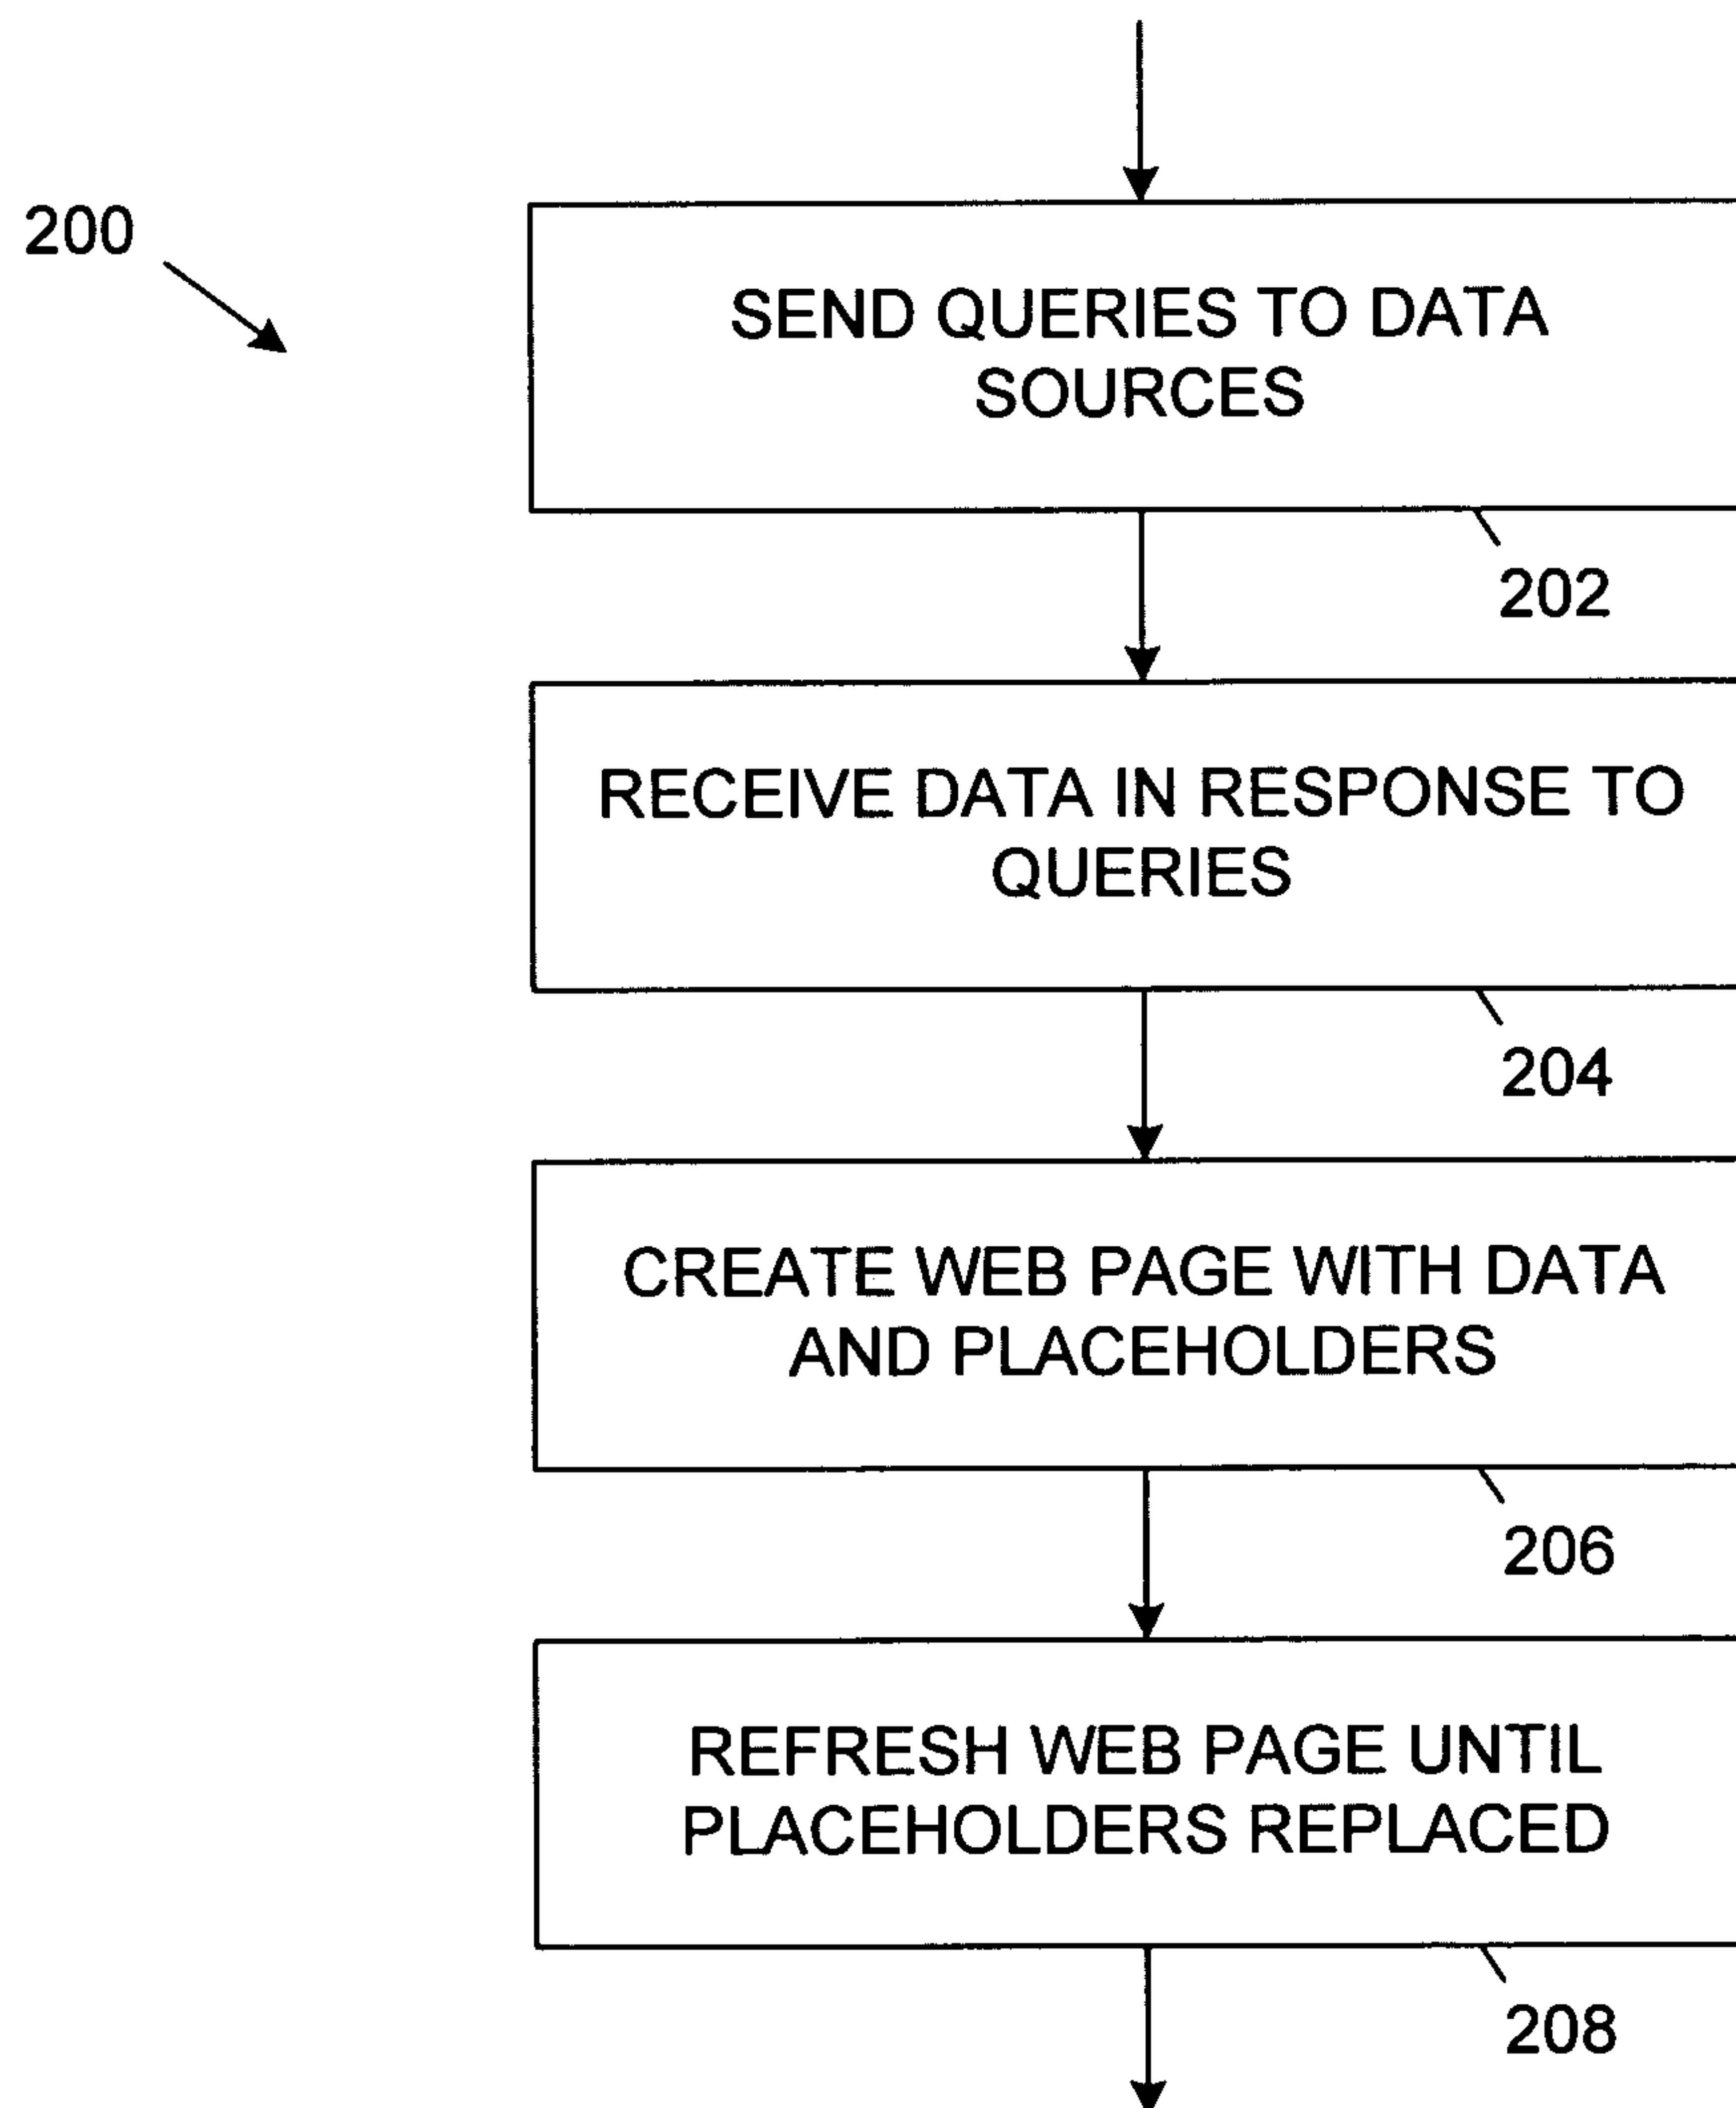 200
SEND QUERIES TO DATA
SOURCES
202
RECEIVE DATA IN RESPONSE TO
QUERIES
204
CREATE WEB PAGE WITH DATA
AND PLACEHOLDERS
206
REFRESH WEB PAGE UNTIL
PLACEHOLDERS REPLACED
208